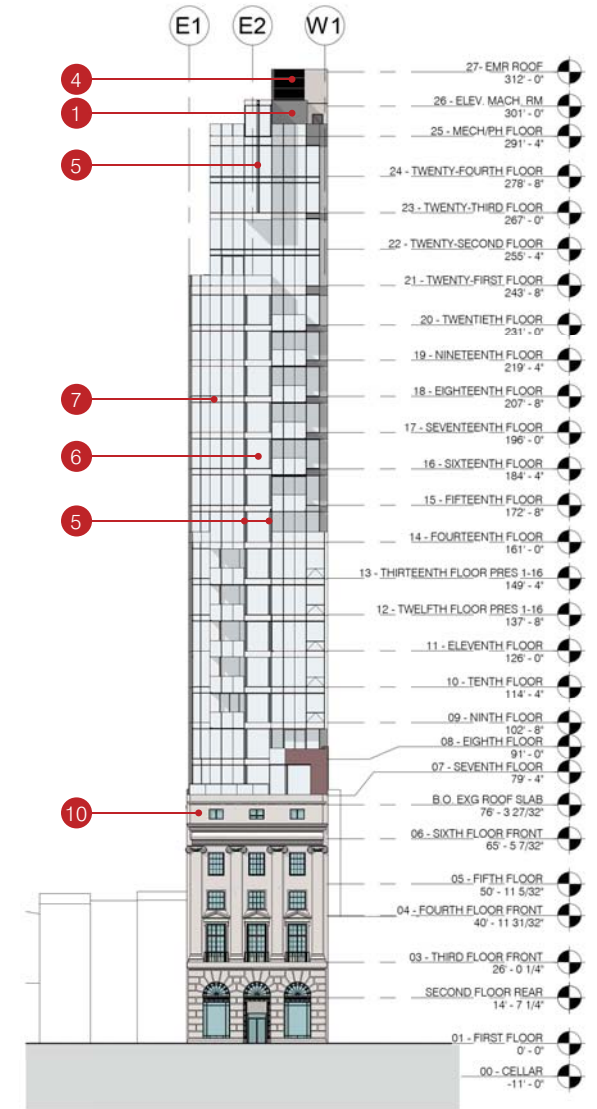 E1 E2 W1
27- EMR ROOF
312' - 0"
4
26 - ELEV. MACH. RM
301' - 0"
1
25 - MECH/PH FLOOR
291' - 4"
5
24 - TWENTY-FOURTH FLOOR
278' - 8"
23 - TWENTY-THIRD FLOOR
267' - 0"
22 - TWENTY-SECOND FLOOR
255' - 4"
21 - TWENTY-FIRST FLOOR
243' - 8"
20 - TWENTIETH FLOOR
231' - 0"
19 - NINETEENTH FLOOR
219' - 4"
7
18 - EIGHTEENTH FLOOR
207' - 8"
17 - SEVENTEENTH FLOOR
196' - 0"
6
16 - SIXTEENTH FLOOR
184' - 4"
15 - FIFTEENTH FLOOR
172' - 8"
5
14 - FOURTEENTH FLOOR
161' - 0"
13 - THIRTEENTH FLOOR PRES 1-16
149' - 4"
12 - TWELFTH FLOOR PRES 1-16
137' - 8"
11 - ELEVENTH FLOOR
126' - 0"
10 - TENTH FLOOR
114' - 4"
09 - NINTH FLOOR
102' - 8"
08 - EIGHTH FLOOR
91' - 0"
07 - SEVENTH FLOOR
79' - 4"
B.O. EXG ROOF SLAB
76' - 3 27/32"
10
06 - SIXTH FLOOR FRONT
65' - 5 7/32"
05 - FIFTH FLOOR
50' - 11 5/32"
04 - FOURTH FLOOR FRONT
40' - 11 31/32"
03 - THIRD FLOOR FRONT
26' - 0 1/4"
SECOND FLOOR REAR
14' - 7 1/4"
01 - FIRST FLOOR
0' - 0"
00 - CELLAR
-11' - 0"